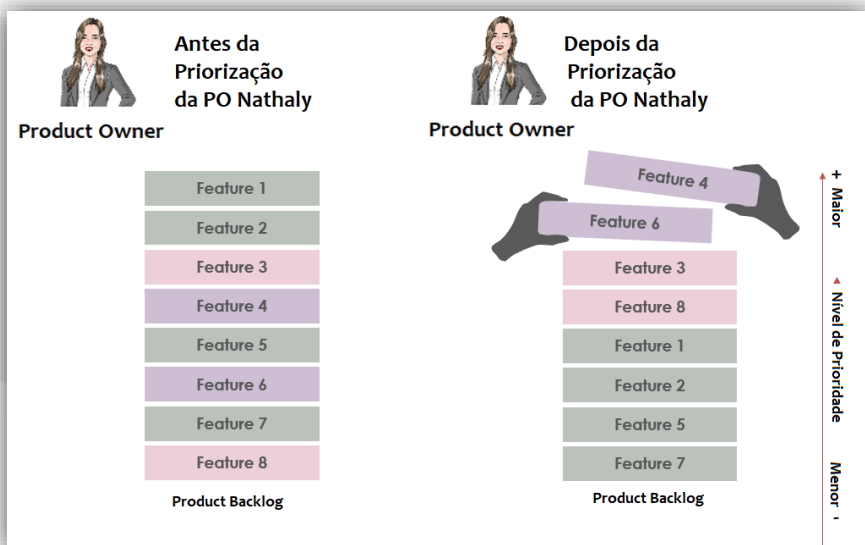 Antes da
Priorização
da PO Nathaly
Product Owner
Feature 1
Feature 2
Feature 3
Feature 4
Feature 5
Feature 6
Feature 7
Feature 8
Product Backlog
Depois da
Priorização
da PO Nathaly
Product Owner
Feature 4
Feature 6
Feature 3
Feature 8
Feature 1
Feature 2
Feature 5
Feature 7
Product Backlog
+ Maior
Nível de Prioridade
Menor -